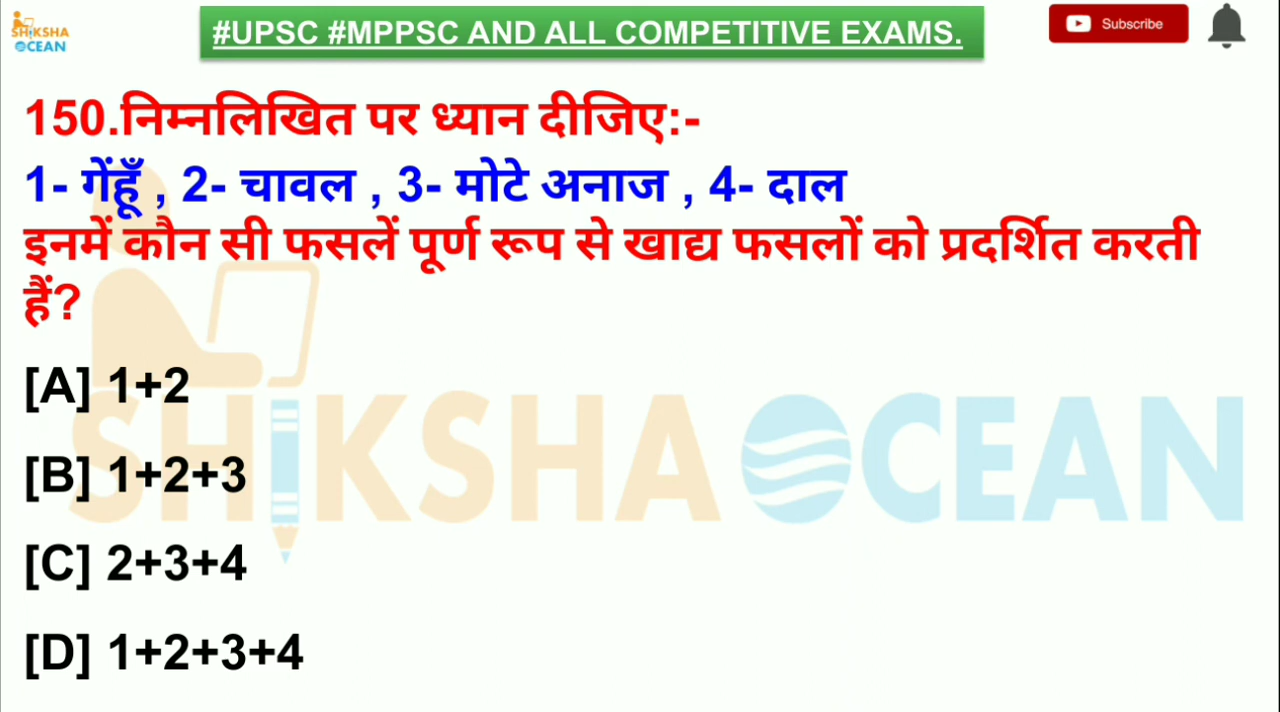 SHIKSHA
OCEAN
#UPSC #MPPSC AND ALL COMPETITIVE EXAMS.
Subscribe
150.निम्नलिखित पर ध्यान दीजिए:-
1- गेंहूँ , 2- चावल , 3- मोटे अनाज , 4- दाल
इनमें कौन सी फसलें पूर्ण रूप से खाद्य फसलों को प्रदर्शित करती
हैं?
[A] 1+2
[B] 1+2+3
[C] 2+3+4
[D] 1+2+3+4
SHIKSHA OCEAN